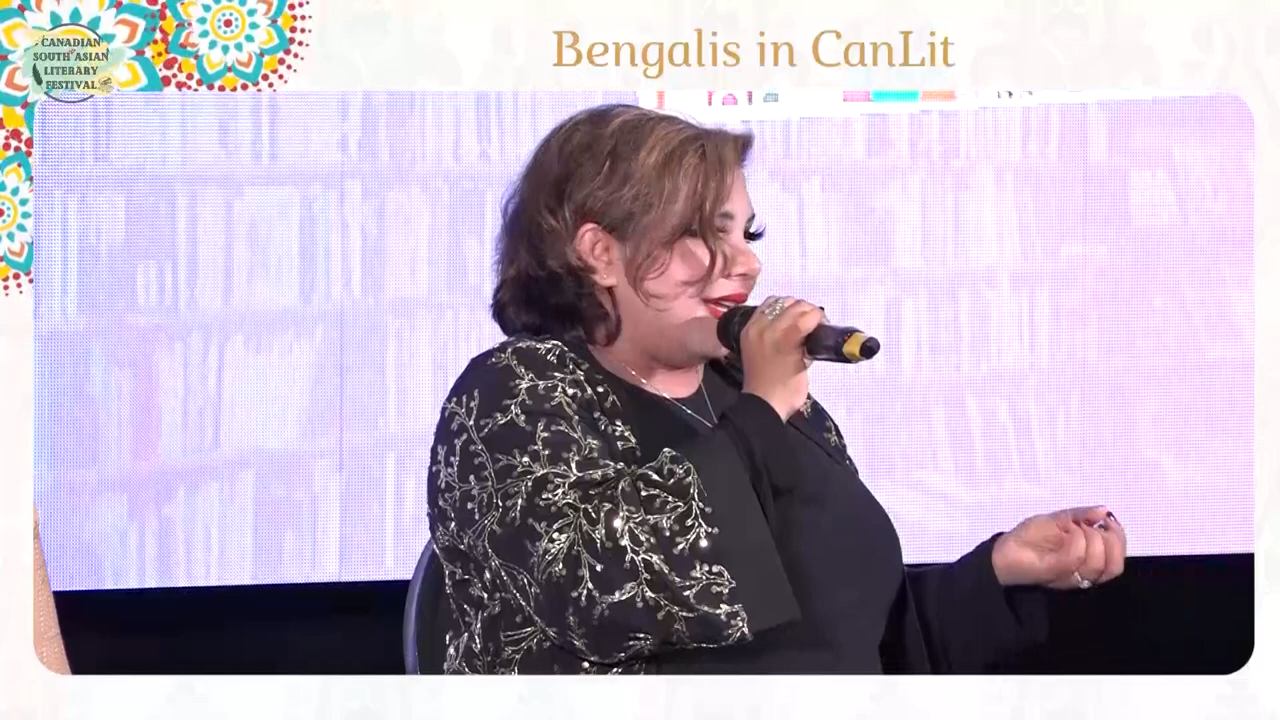 CANADIAN
SOUTH ASIAN
LITERARY
FESTIVAL
Bengalis in CanLit